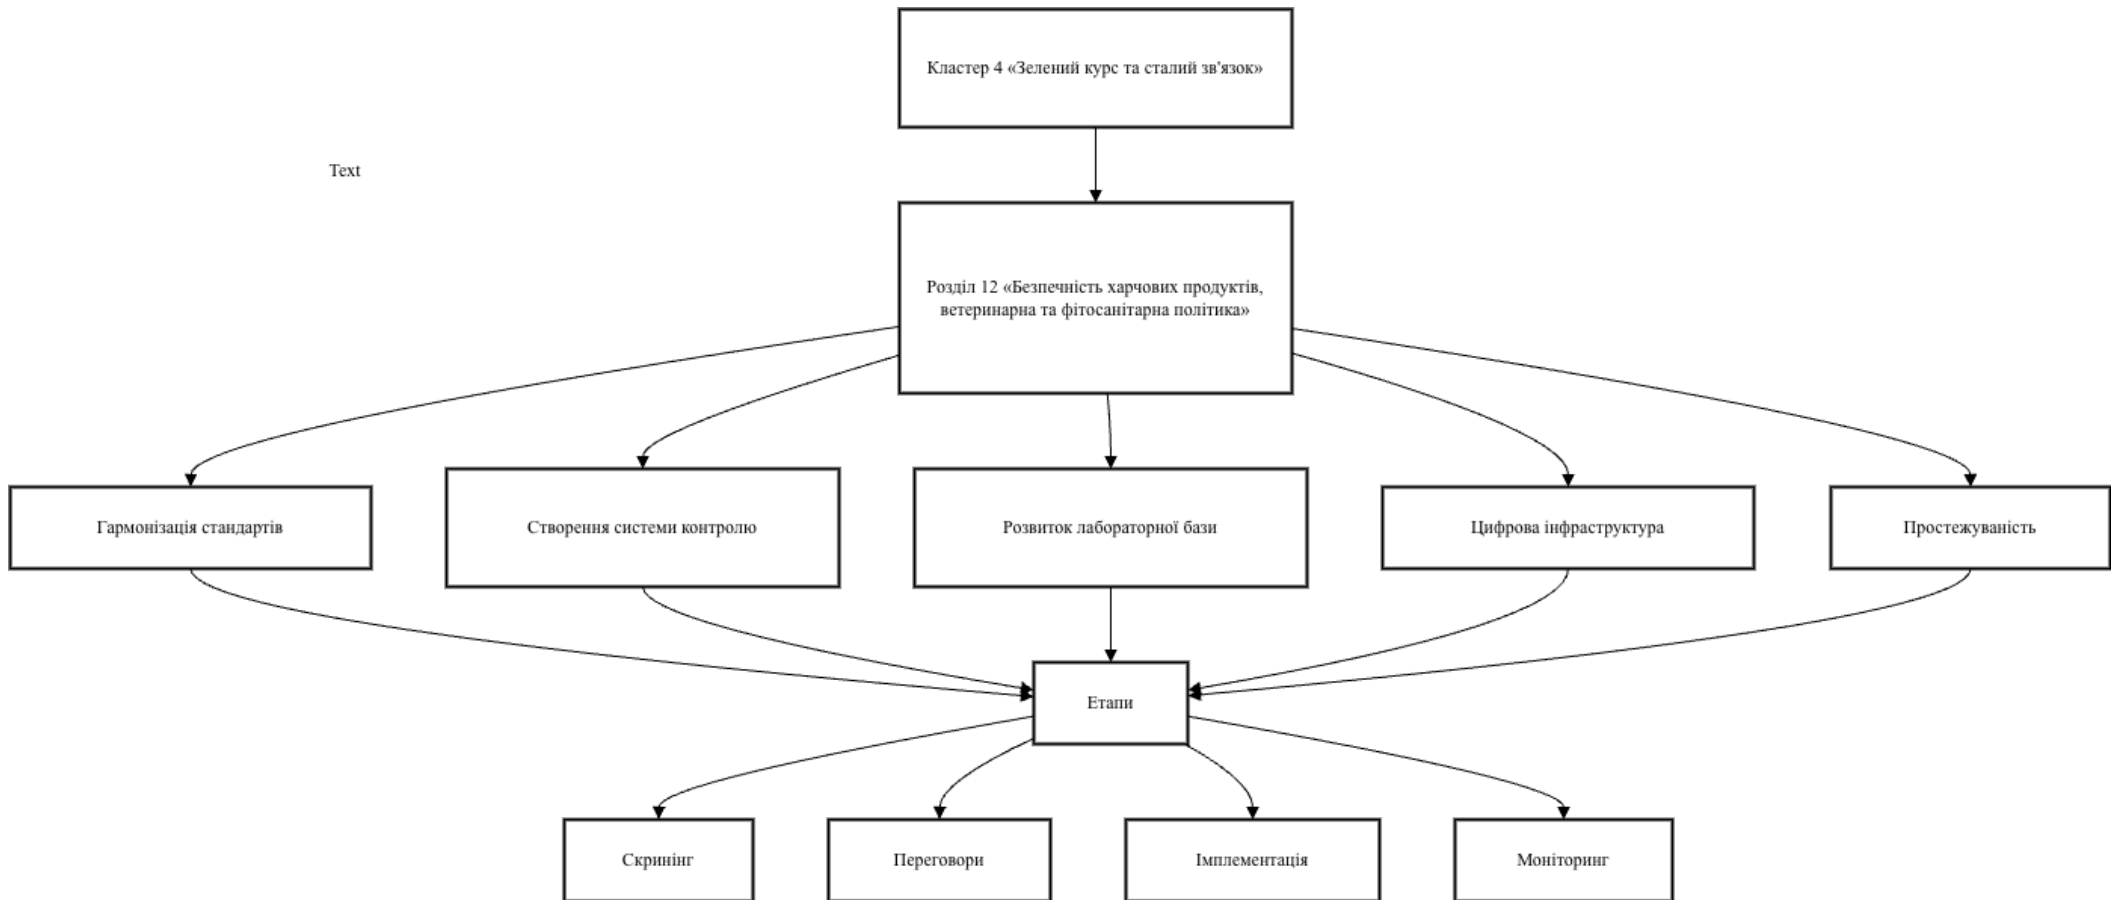 Кластер 4 «Зелений курс та сталий зв'язок»
Text
Розділ 12 «Безпечність харчових продуктів,
ветеринарна та фітосанітарна політика»
Гармонізація стандартів
Створення системи контролю
Розвиток лабораторної бази
Цифрова інфраструктура
Простежуваність
Етапи
Скринінг
Переговори
Імплементація
Моніторинг